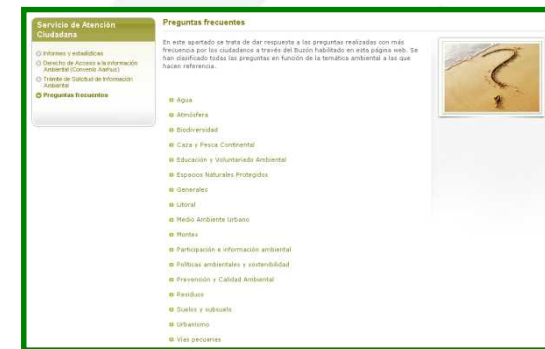 Servicio de Atención
Ciudadana
Informes y estadísticas
Derecho de Acceso a la información
Ambiental (Convenio Aarhus)
Trámite de Solicitud de Información
Ambiental
Preguntas frecuentes
Preguntas frecuentes
En este apartado se trata de dar respuesta a las preguntas realizadas con más
frecuencia por los ciudadanos a través del Buzón habilitado en esta página web. Se
han clasificado todas las preguntas en función de la temática ambiental a las que
hacen referencia.
Agua
Atmósfera
Biodiversidad
Caza y Pesca Continental
Educación y Voluntariado Ambiental
Espacios Naturales Protegidos
Generales
Litoral
Medio Ambiente Urbano
Montes
Participación e información ambiental
Políticas ambientales y sostenibilidad
Prevención y Calidad Ambiental
Residuos
Suelos y subsuelo
Urbanismo
Vías pecuarias